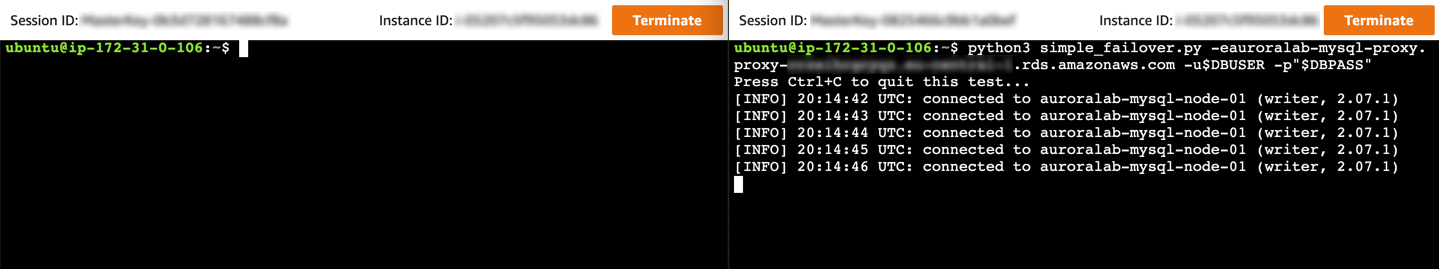 Session ID:
Instance ID:
Terminate
ubuntu@ip-172-31-0-106:~$
Session ID:
Instance ID:
Terminate
ubuntu@ip-172-31-0-106:~$ python3 simple_failover.py -eauroralab-mysql-proxy.
proxy- .rds.amazonaws.com -u$DBUSER -p"$DBPASS"
Press Ctrl+C to quit this test...
[INFO] 20:14:42 UTC: connected to auroralab-mysql-node-01 (writer, 2.07.1)
[INFO] 20:14:43 UTC: connected to auroralab-mysql-node-01 (writer, 2.07.1)
[INFO] 20:14:44 UTC: connected to auroralab-mysql-node-01 (writer, 2.07.1)
[INFO] 20:14:45 UTC: connected to auroralab-mysql-node-01 (writer, 2.07.1)
[INFO] 20:14:46 UTC: connected to auroralab-mysql-node-01 (writer, 2.07.1)